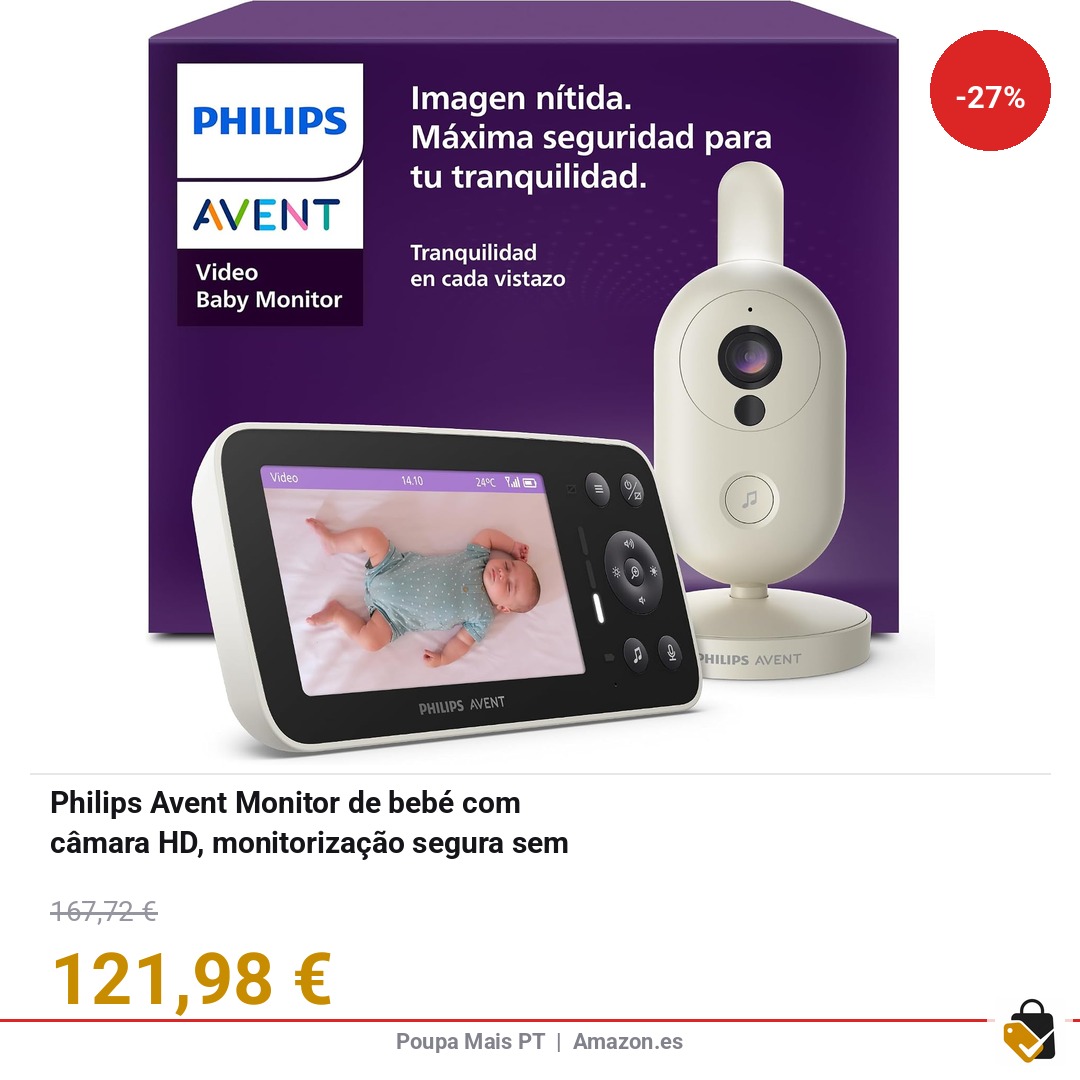 PHILIPS
AVENT
Video
Baby Monitor
Imagen nítida.
Máxima seguridad para
tu tranquilidad.
Tranquilidad
en cada vistazo
-27%
Video 14.10 24ºC
PHILIPS AVENT
PHILIPS AVENT
Philips Avent Monitor de bebé com
câmara HD, monitorização segura sem
167,72 €
121,98 €
Poupa Mais PT | Amazon.es